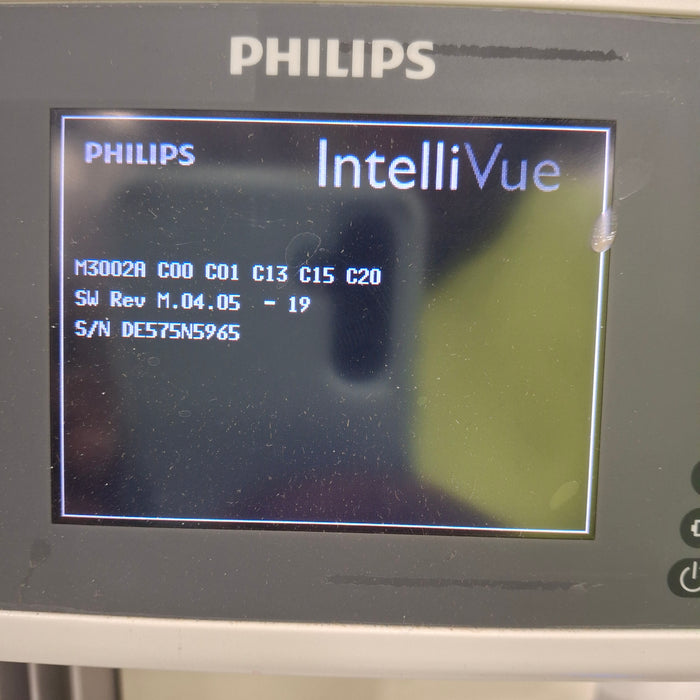 PHILIPS
PHILIPS IntelliVue
M3002A C00 C01 C13 C15 C20
SW Rev M.04.05 - 19
S/N DE575N5965